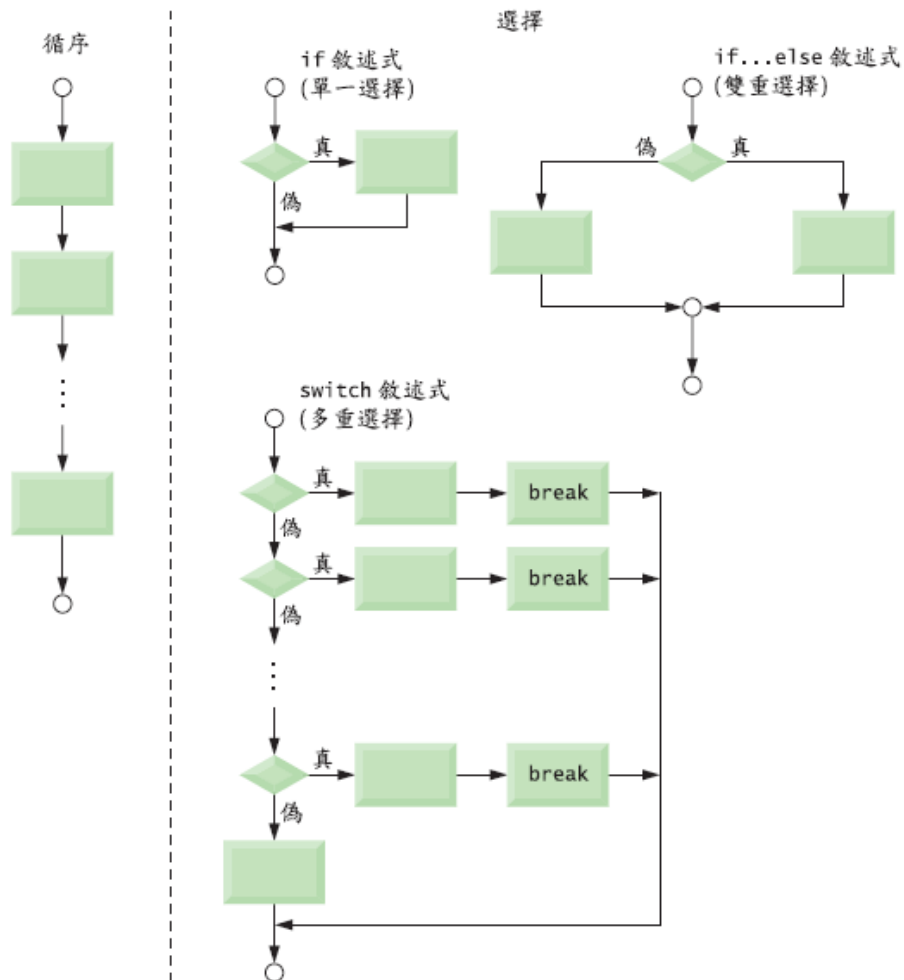 循序
選擇
if 敘述式
(單一選擇)
真
偽
if...else 敘述式
(雙重選擇)
偽
真
switch 敘述式
(多重選擇)
真
break
偽
真
break
偽
真
break
偽